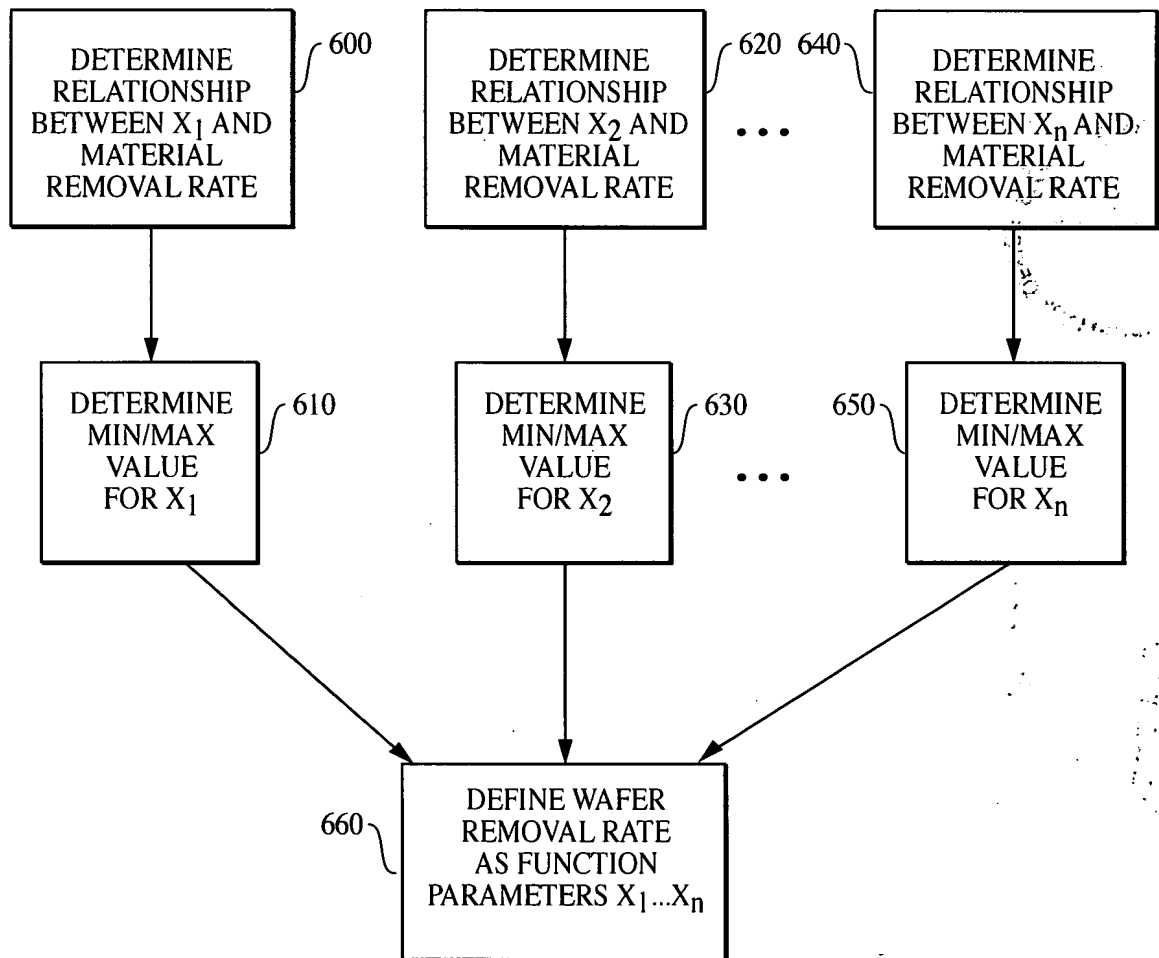 DETERMINE
RELATIONSHIP
BETWEEN X1 AND
MATERIAL
REMOVAL RATE
600
DETERMINE
RELATIONSHIP
BETWEEN X2 AND
MATERIAL
REMOVAL RATE
620
• • •
640
DETERMINE
RELATIONSHIP
BETWEEN Xn AND
MATERIAL
REMOVAL RATE
DETERMINE
MIN/MAX
VALUE
FOR X1
610
DETERMINE
MIN/MAX
VALUE
FOR X2
630
• • •
650
DETERMINE
MIN/MAX
VALUE
FOR Xn
660
DEFINE WAFER
REMOVAL RATE
AS FUNCTION
PARAMETERS X1...Xn